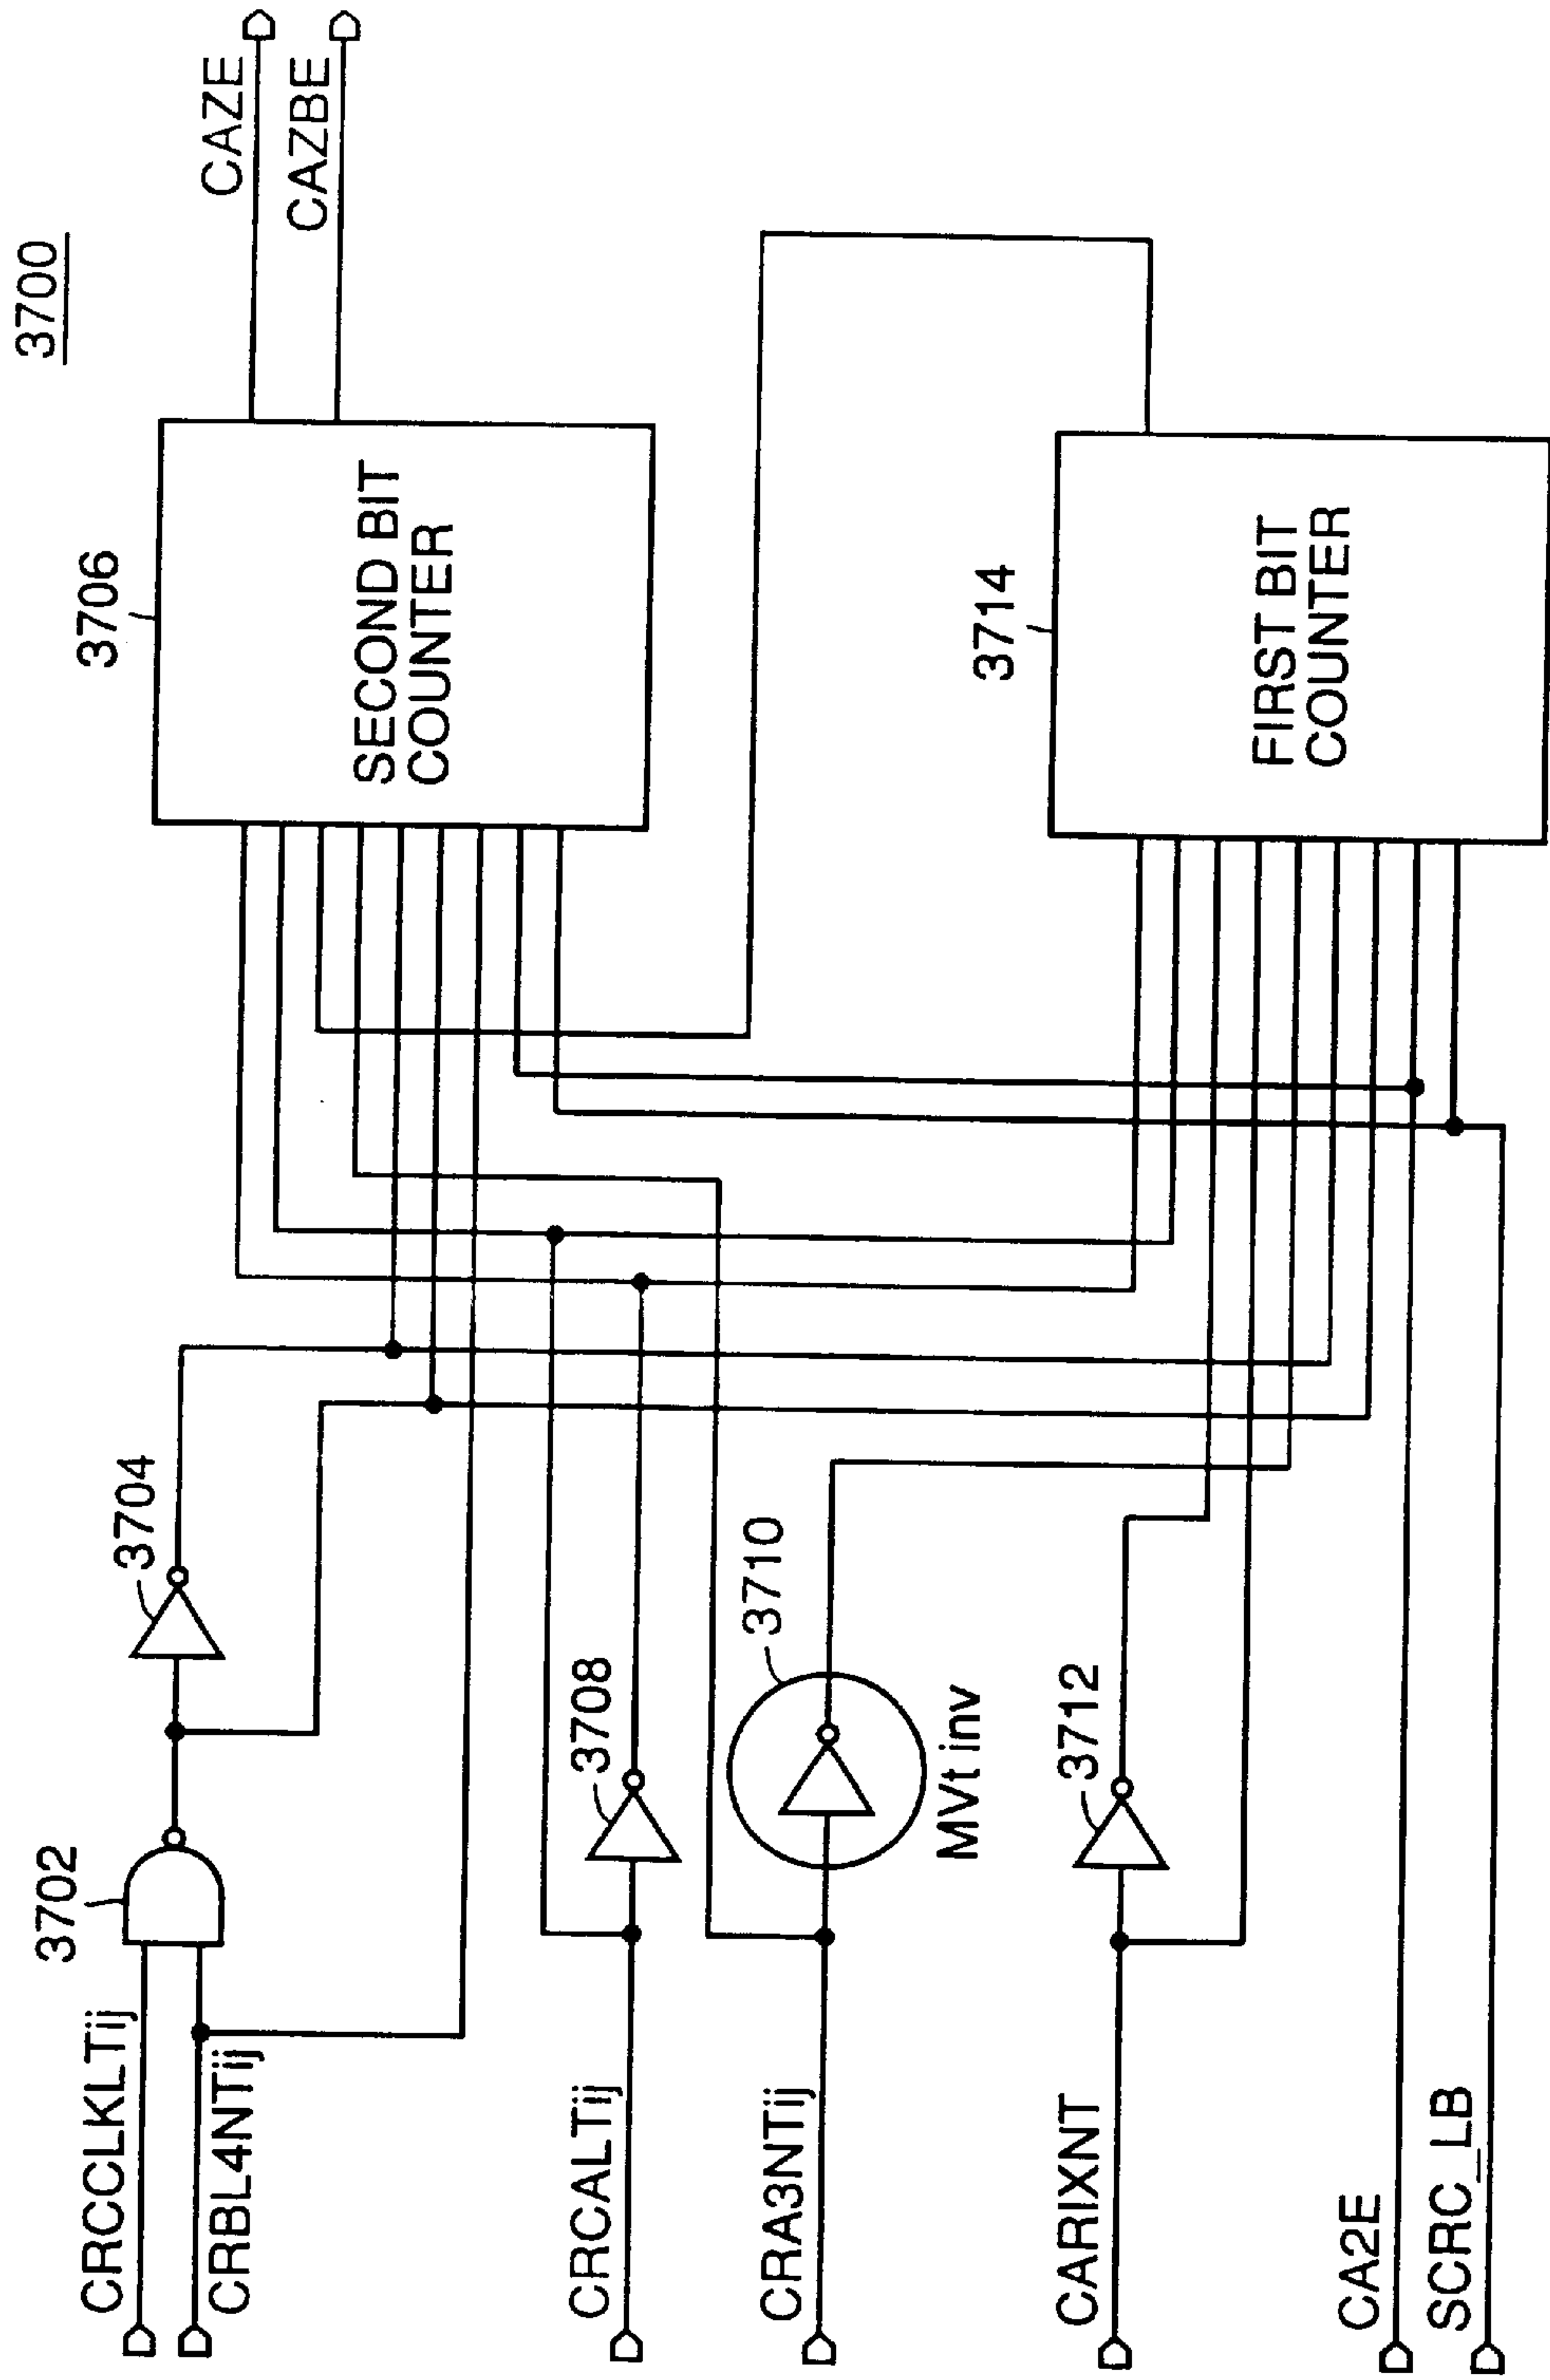 3700
CAZE
CAZBE
3706
SECOND BIT
COUNTER
3714
FIRST BIT
COUNTER
3704
3702
CRCCLKLTij
CRBL4NTij
3708
CRCALTij
3710
MVt inv
CRA3NTij
3712
CARIXNT
CA2E
SCRC_LB